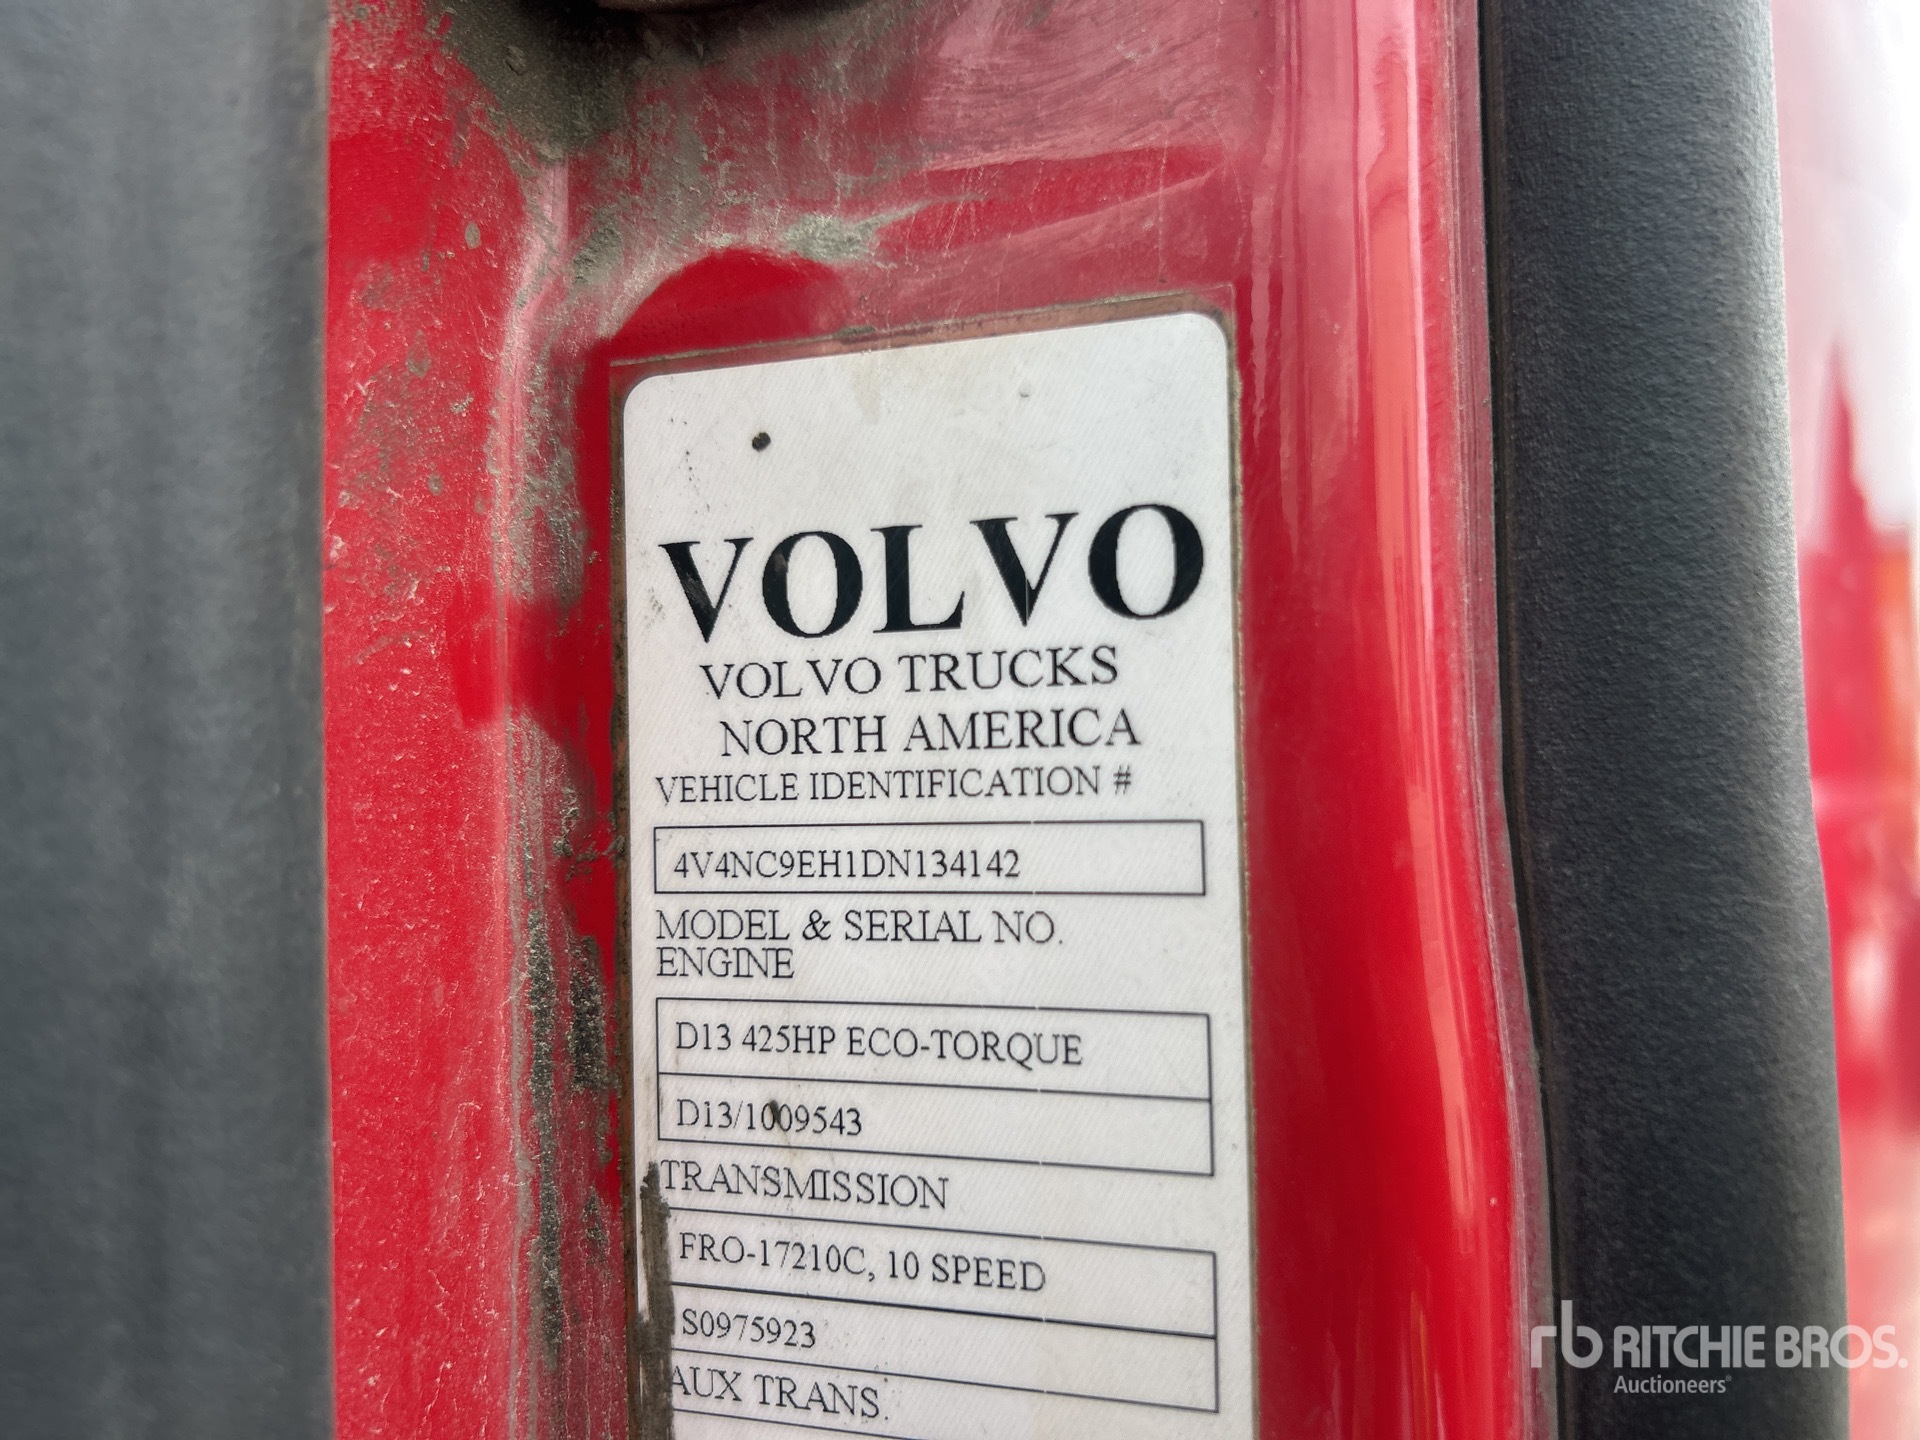 VOLVO
VOLVO TRUCKS
NORTH AMERICA
VEHICLE IDENTIFICATION #
4V4NC9EH1DN134142
MODEL & SERIAL NO.
ENGINE
D13 425HP ECO-TORQUE
D13/1009543
TRANSMISSION
FRO-17210C, 10 SPEED
S0975923
AUX TRANS.
rb RITCHIE BROS.
Auctioneers